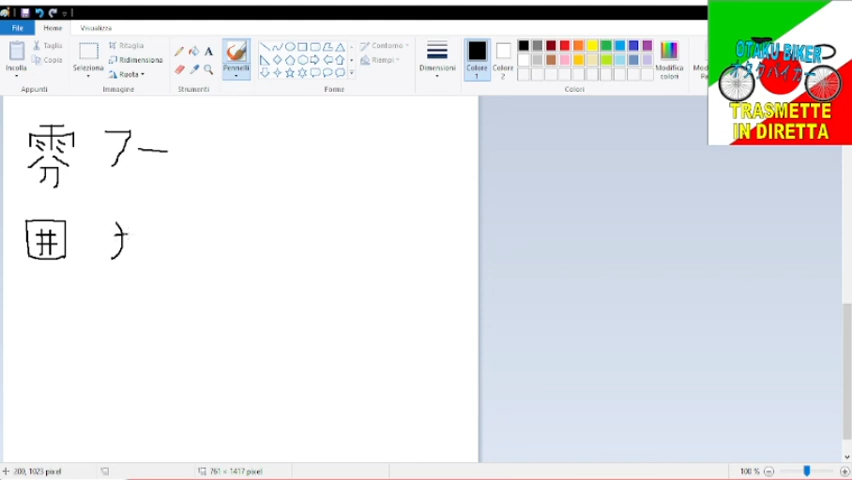 File Home Visualizza
Incolla
Taglia
Copia
Appunti
Seleziona
Ritaglia
Ridimensiona
Ruota
Immagine
Strumenti
Pennelli
Contorno
Riempi
Forme
Dimensioni
Colore 1
Colore 2
Modifica colori
Colori
OTAKU BIKER
オタクバイカー
TRASMETTE
IN DIRETTA
雰 フー
囲
200, 1023 pixel 761 × 1417 pixel 100 %